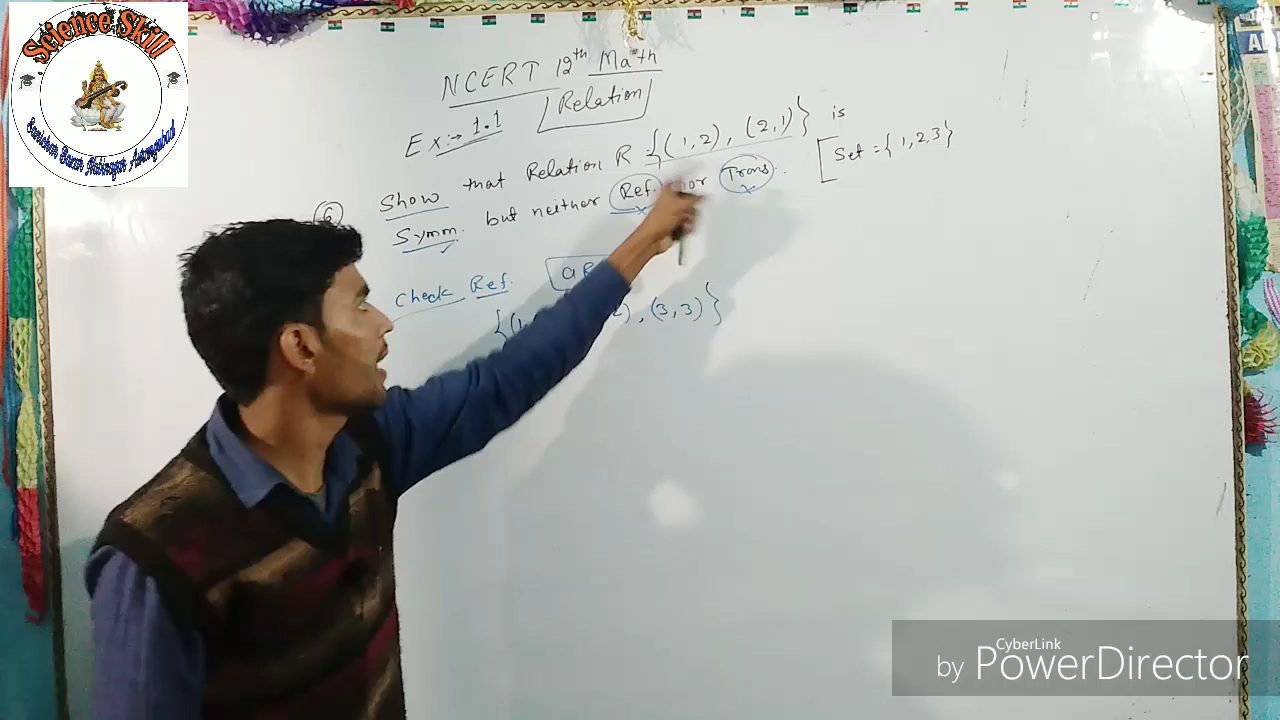 Science Skill
NCERT 12th Math
Relation
Ex:→ 1.1
Show that Relation R = {(1,2), (2,1)} is
Symm. but neither Ref. nor Trans.
[Set = {1,2,3}
Check Ref.
(3,3)}
CyberLink
by PowerDirector